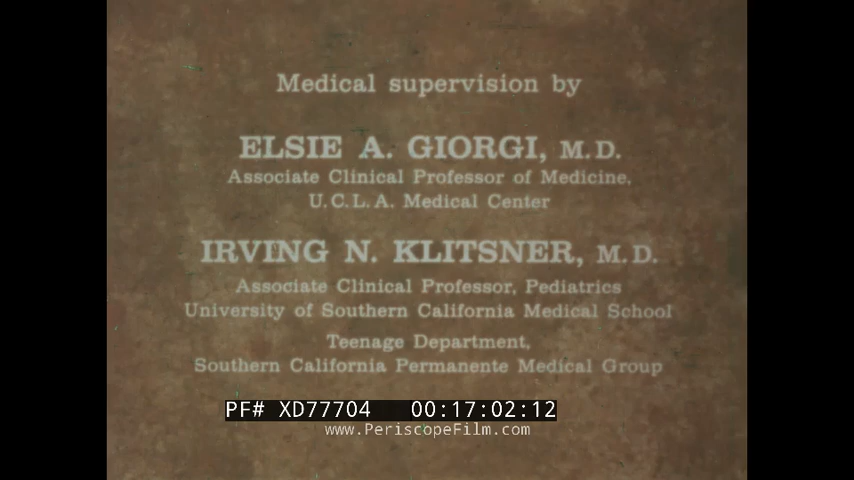 Medical supervision by
ELSIE A. GIORGI, M.D.
Associate Clinical Professor of Medicine,
U.C.L.A. Medical Center
IRVING N. KLITSNER, M.D.
Associate Clinical Professor, Pediatrics
University of Southern California Medical School
Teenage Department,
Southern California Permanente Medical Group
PF# XD77704 00:17:02:12
www.PeriscopeFilm.com